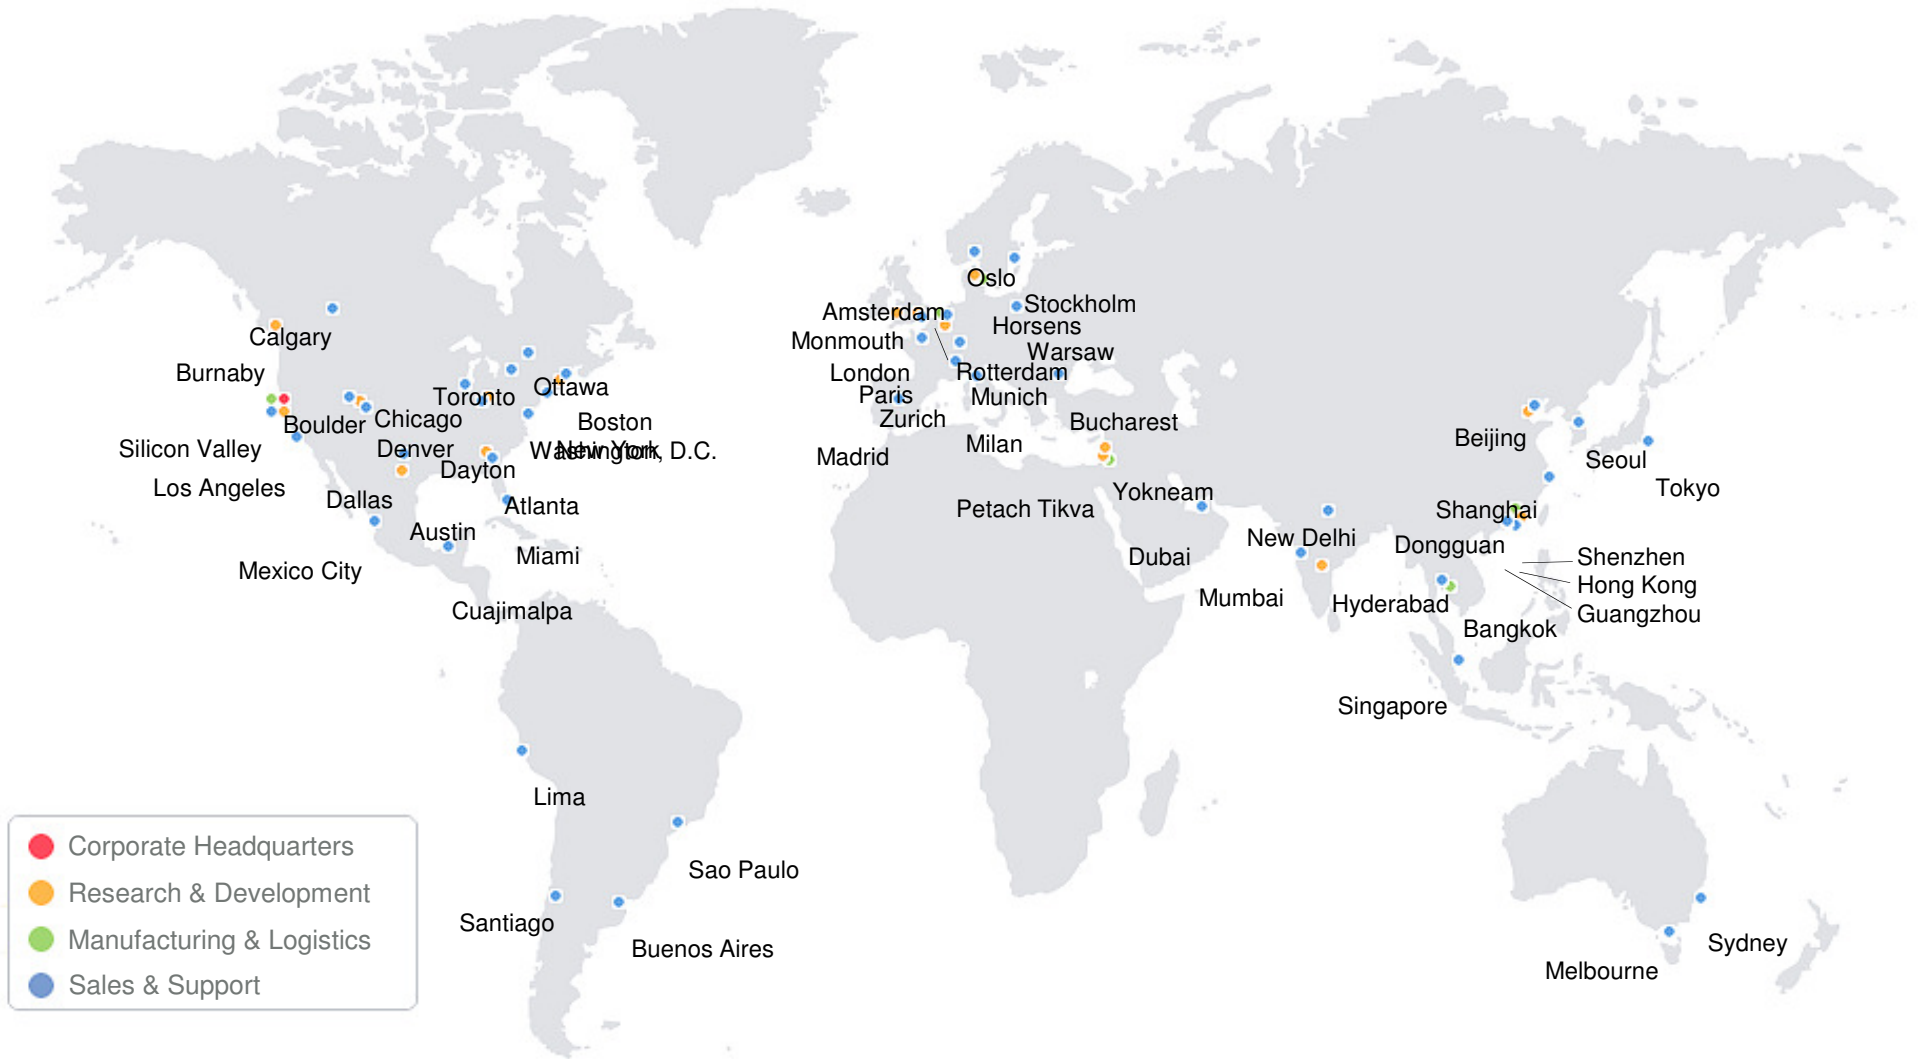 Oslo
Stockholm
Amsterdam
Horsens
Monmouth
Warsaw
London
Rotterdam
Paris
Munich
Zurich
Bucharest
Milan
Madrid
Calgary
Burnaby
Ottawa
Toronto
Boulder
Chicago
Boston
Silicon Valley
Denver
Washington, D.C.
New York
Dayton
Los Angeles
Dallas
Atlanta
Austin
Miami
Mexico City
Cuajimalpa
Petach Tikva
Yokneam
Dubai
New Delhi
Mumbai
Hyderabad
Beijing
Seoul
Tokyo
Shanghai
Dongguan
Shenzhen
Hong Kong
Guangzhou
Bangkok
Singapore
Lima
Sao Paulo
Santiago
Buenos Aires
Sydney
Melbourne
Corporate Headquarters
Research & Development
Manufacturing & Logistics
Sales & Support